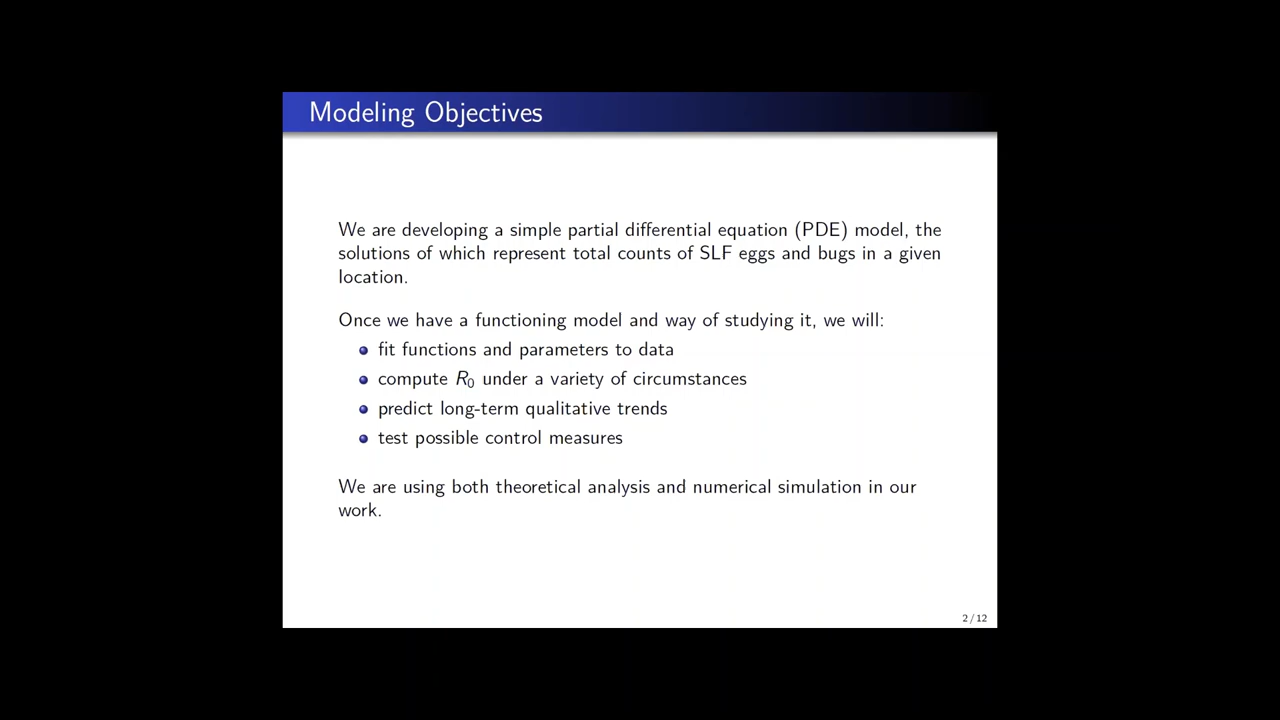 Modeling Objectives
We are developing a simple partial differential equation (PDE) model, the
solutions of which represent total counts of SLF eggs and bugs in a given
location.
Once we have a functioning model and way of studying it, we will:
fit functions and parameters to data
compute R₀ under a variety of circumstances
predict long-term qualitative trends
test possible control measures
We are using both theoretical analysis and numerical simulation in our
work.
2 / 12